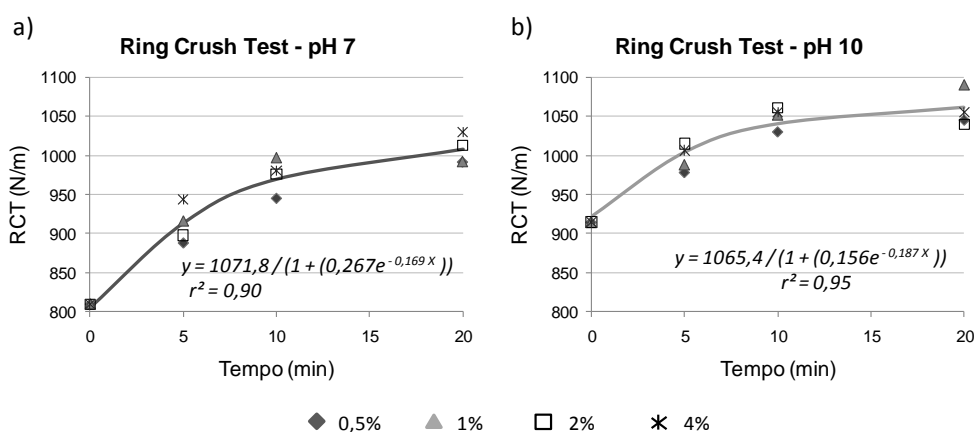 a)
Ring Crush Test - pH 7
1100
1050
1000
950
900
850
800
RCT (N/m)
0 5 10 15 20
Tempo (min)
y = 1071,8 / (1 + (0,267e^{- 0,169 X}))
r² = 0,90
b)
Ring Crush Test - pH 10
1100
1050
1000
950
900
850
800
RCT (N/m)
0 5 10 15 20
Tempo (min)
y = 1065,4 / (1 + (0,156e^{- 0,187 X}))
r² = 0,95
0,5% 1% 2% 4%